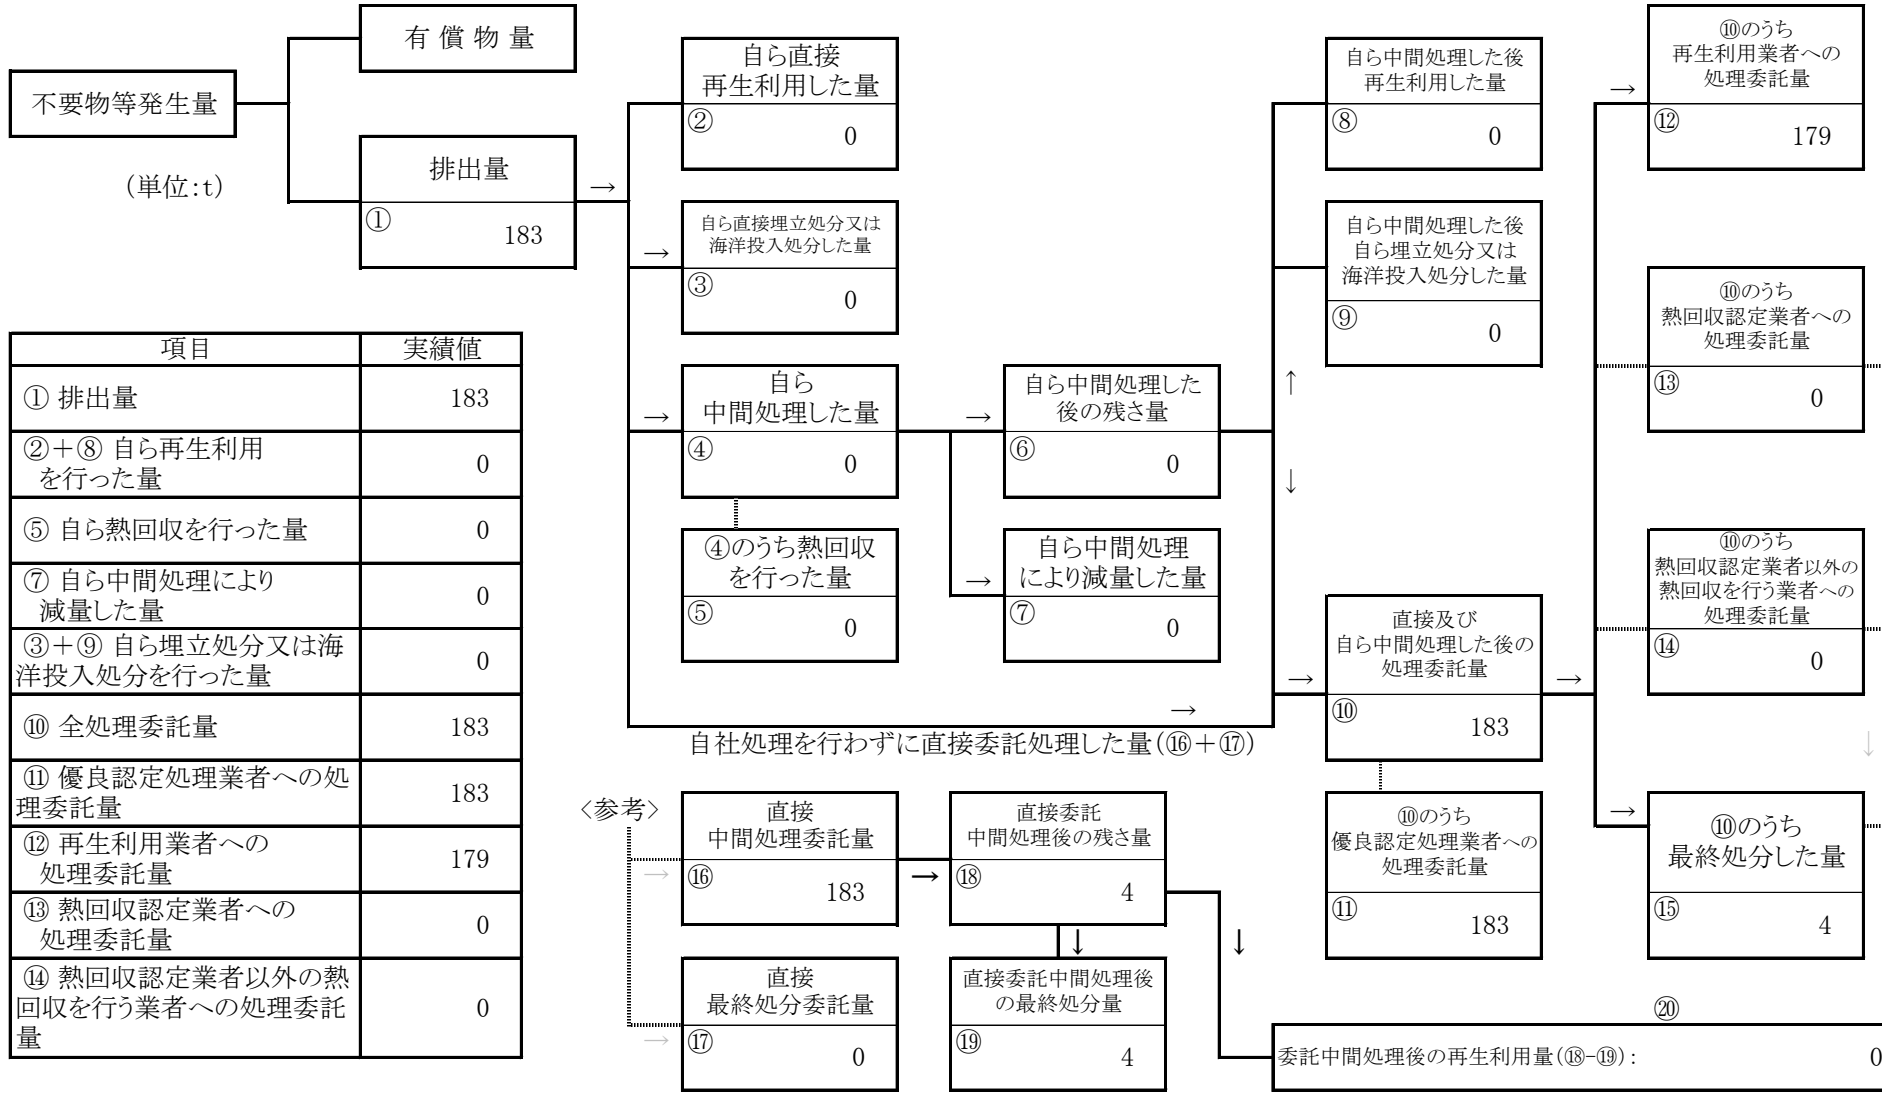 不要物等発生量
(単位:t)
有 償 物 量
排出量
①
183
→
自ら直接
再生利用した量
②
0
→
自ら直接埋立処分又は
海洋投入処分した量
③
0
→
自ら
中間処理した量
④
0
④のうち熱回収
を行った量
⑤
0
→
自ら中間処理した
後の残さ量
⑥
0
→
自ら中間処理
により減量した量
⑦
0
→
自社処理を行わずに直接委託処理した量(⑯+⑰)
↑
↓
自ら中間処理した後
再生利用した量
⑧
0
自ら中間処理した後
自ら埋立処分又は
海洋投入処分した量
⑨
0
→
直接及び
自ら中間処理した後の
処理委託量
⑩
183
⑩のうち
優良認定処理業者への
処理委託量
⑪
183
→
→
⑩のうち
再生利用業者への
処理委託量
⑫
179
⑩のうち
熱回収認定業者への
処理委託量
⑬
0
⑩のうち
熱回収認定業者以外の
熱回収を行う業者への
処理委託量
⑭
0
↓
→
⑩のうち
最終処分した量
⑮
4
〈参考〉
→
直接
中間処理委託量
⑯
183
→
直接委託
中間処理後の残さ量
⑱
4
↓
↓
→
直接
最終処分委託量
⑰
0
直接委託中間処理後
の最終処分量
⑲
4
⑳
委託中間処理後の再生利用量(⑱-⑲): 0
項目 実績値
① 排出量 183
②+⑧ 自ら再生利用
を行った量 0
⑤ 自ら熱回収を行った量 0
⑦ 自ら中間処理により
減量した量 0
③+⑨ 自ら埋立処分又は海
洋投入処分を行った量 0
⑩ 全処理委託量 183
⑪ 優良認定処理業者への処
理委託量 183
⑫ 再生利用業者への
処理委託量 179
⑬ 熱回収認定業者への
処理委託量 0
⑭ 熱回収認定業者以外の熱
回収を行う業者への処理委託
量 0